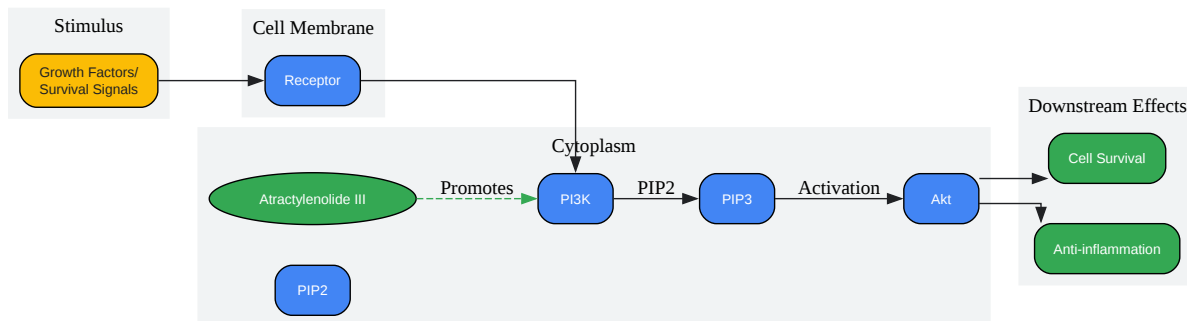 Stimulus
Growth Factors/
Survival Signals
Cell Membrane
Receptor
Cytoplasm
Atractylenolide III
Promotes
PI3K
PIP2
PIP3
Activation
Akt
PIP2
Downstream Effects
Cell Survival
Anti-inflammation